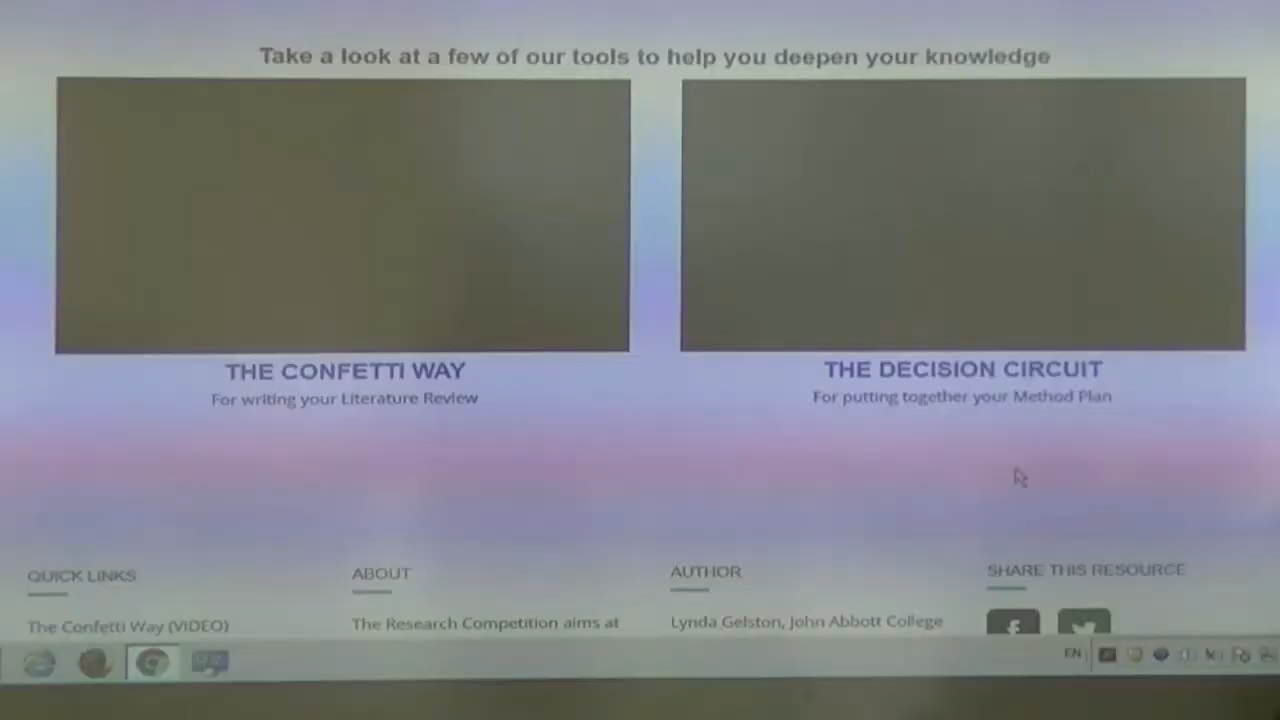 Take a look at a few of our tools to help you deepen your knowledge
THE CONFETTI WAY
For writing your Literature Review
THE DECISION CIRCUIT
For putting together your Method Plan
QUICK LINKS
The Confetti Way (VIDEO)
ABOUT
The Research Competition aims at
AUTHOR
Lynda Gelston, John Abbott College
SHARE THIS RESOURCE
f
EN